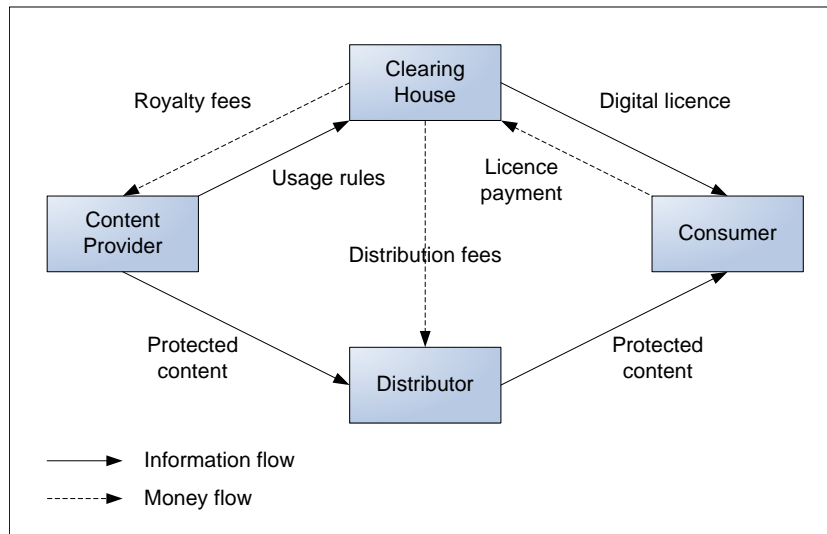 Clearing
House
Royalty fees
Digital licence
Usage rules
Licence
payment
Content
Provider
Consumer
Distribution fees
Protected
content
Distributor
Protected
content
Information flow
Money flow